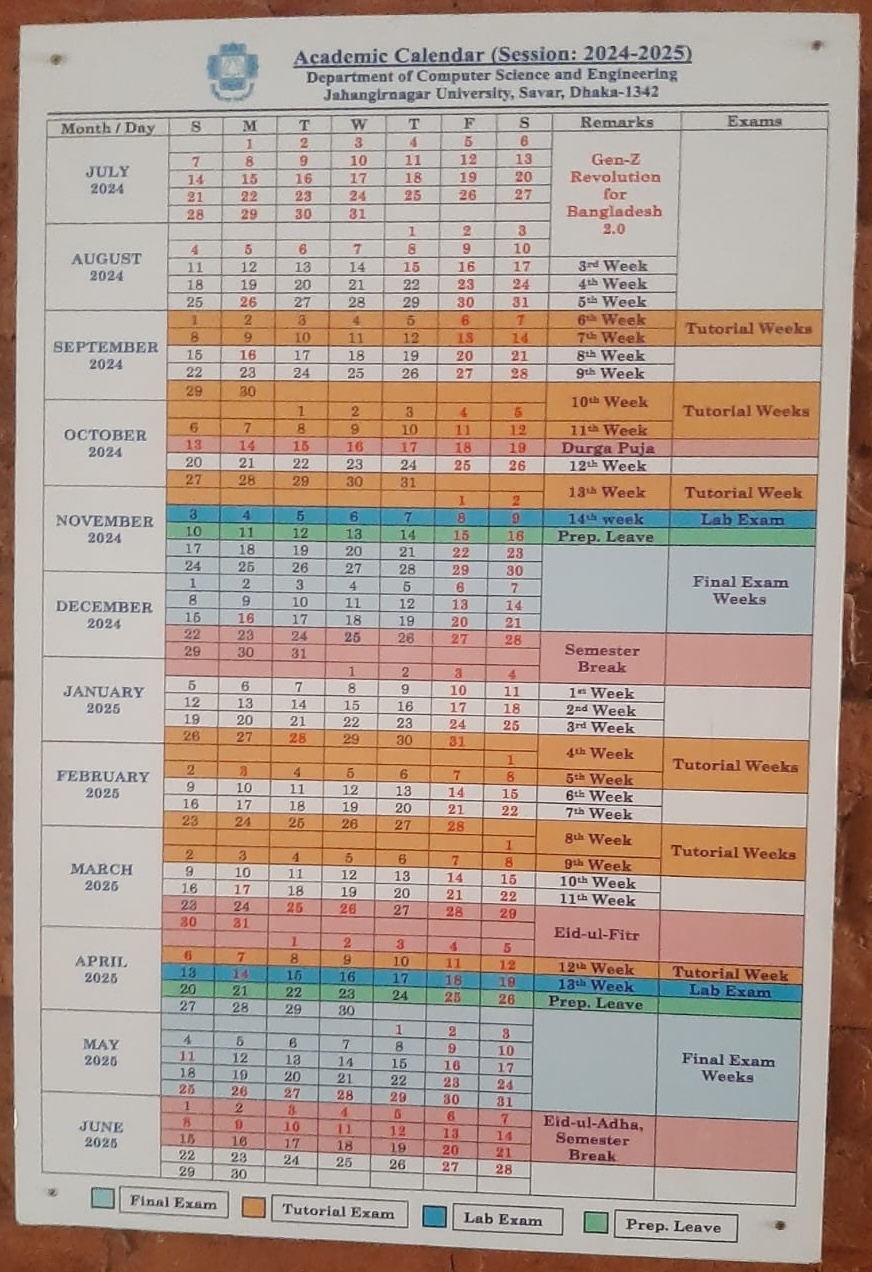 Academic Calendar (Session: 2024-2025)
Department of Computer Science and Engineering
Jahangirnagar University, Savar, Dhaka-1342
Month / Day S M T W T F S Remarks Exams
JULY 2024
1 2 3 4 5 6
7 8 9 10 11 12 13
14 15 16 17 18 19 20
21 22 23 24 25 26 27
28 29 30 31
Gen-Z
Revolution
for
Bangladesh
2.0
AUGUST 2024
1 2 3
4 5 6 7 8 9 10
11 12 13 14 15 16 17 3rd Week
18 19 20 21 22 23 24 4th Week
25 26 27 28 29 30 31 5th Week
SEPTEMBER 2024
1 2 3 4 5 6 7 6th Week
8 9 10 11 12 13 14 7th Week
Tutorial Weeks
15 16 17 18 19 20 21 8th Week
22 23 24 25 26 27 28 9th Week
29 30
10th Week
Tutorial Weeks
OCTOBER 2024
1 2 3 4 5
6 7 8 9 10 11 12 11th Week
13 14 15 16 17 18 19 Durga Puja
20 21 22 23 24 25 26 12th Week
27 28 29 30 31
13th Week Tutorial Week
NOVEMBER 2024
1 2
3 4 5 6 7 8 9 14th week Lab Exam
10 11 12 13 14 15 16 Prep. Leave
17 18 19 20 21 22 23
24 25 26 27 28 29 30
Final Exam
Weeks
DECEMBER 2024
1 2 3 4 5 6 7
8 9 10 11 12 13 14
15 16 17 18 19 20 21
22 23 24 25 26 27 28
29 30 31
Semester
Break
JANUARY 2025
1 2 3 4
5 6 7 8 9 10 11 1st Week
12 13 14 15 16 17 18 2nd Week
19 20 21 22 23 24 25 3rd Week
26 27 28 29 30 31
4th Week
Tutorial Weeks
FEBRUARY 2025
1
2 3 4 5 6 7 8 5th Week
9 10 11 12 13 14 15 6th Week
16 17 18 19 20 21 22 7th Week
23 24 25 26 27 28
8th Week
Tutorial Weeks
MARCH 2025
1
2 3 4 5 6 7 8 9th Week
9 10 11 12 13 14 15 10th Week
16 17 18 19 20 21 22 11th Week
23 24 25 26 27 28 29
30 31
Eid-ul-Fitr
APRIL 2025
1 2 3 4 5
6 7 8 9 10 11 12 12th Week Tutorial Week
13 14 15 16 17 18 19 13th Week Lab Exam
20 21 22 23 24 25 26 Prep. Leave
27 28 29 30
MAY 2025
1 2 3
4 5 6 7 8 9 10
11 12 13 14 15 16 17
18 19 20 21 22 23 24
25 26 27 28 29 30 31
Final Exam
Weeks
JUNE 2025
1 2 3 4 5 6 7
8 9 10 11 12 13 14
15 16 17 18 19 20 21
22 23 24 25 26 27 28
29 30
Eid-ul-Adha,
Semester
Break
Final Exam Tutorial Exam Lab Exam Prep. Leave